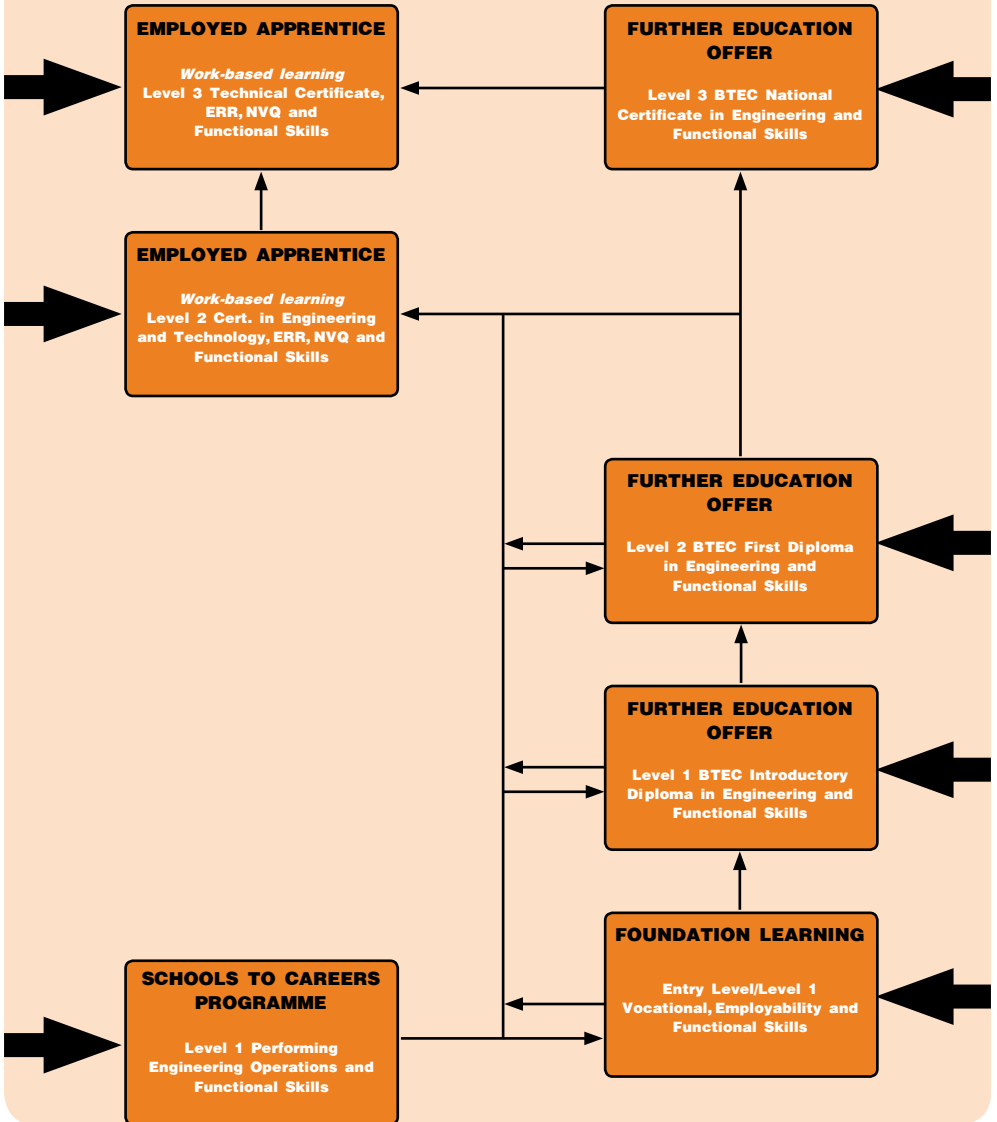 EMPLOYED APPRENTICE
Work-based learning
Level 3 Technical Certificate,
ERR, NVQ and
Functional Skills
FURTHER EDUCATION
OFFER
Level 3 BTEC National
Certificate in Engineering and
Functional Skills
EMPLOYED APPRENTICE
Work-based learning
Level 2 Cert. in Engineering
and Technology, ERR, NVQ and
Functional Skills
FURTHER EDUCATION
OFFER
Level 2 BTEC First Diploma
in Engineering and
Functional Skills
FURTHER EDUCATION
OFFER
Level 1 BTEC Introductory
Diploma in Engineering and
Functional Skills
FOUNDATION LEARNING
Entry Level/Level 1
Vocational, Employability and
Functional Skills
SCHOOLS TO CAREERS
PROGRAMME
Level 1 Performing
Engineering Operations and
Functional Skills